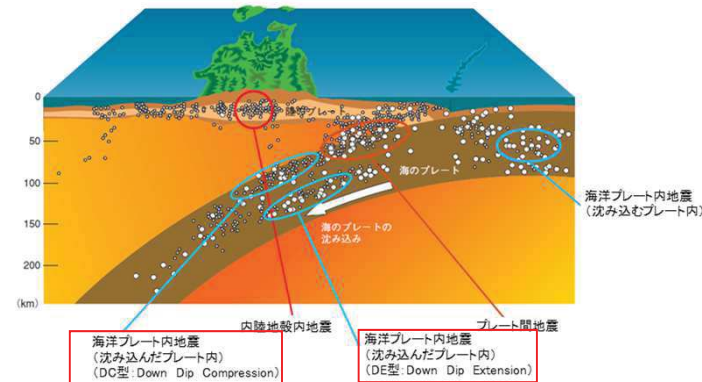 0
50
100
150
200
(km)
陸のプレート
海のプレート
海のプレートの
沈み込み
海洋プレート内地震
(沈み込むプレート内)
内陸地殻内地震
プレート間地震
海洋プレート内地震
(沈み込んだプレート内)
(DC型:Down Dip Compression)
海洋プレート内地震
(沈み込んだプレート内)
(DE型:Down Dip Extension)